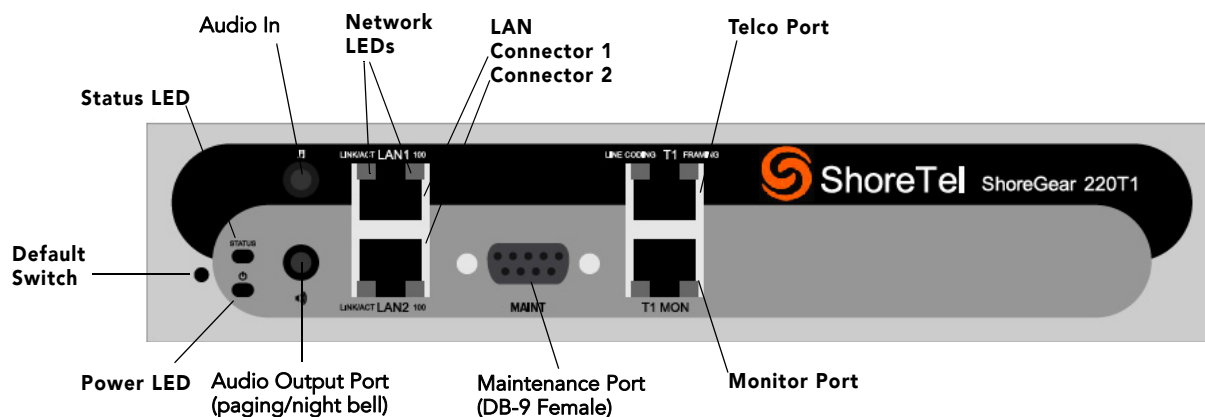 Audio In
Network
LEDs
LAN
Connector 1
Connector 2
Telco Port
Status LED
LINK/ACT LAN1 100
LINE CODING T1 FRAMING
ShoreTel ShoreGear 220T1
STATUS
Default
Switch
LINK/ACT LAN2 100
MAINT
T1 MON
Power LED
Audio Output Port
(paging/night bell)
Maintenance Port
(DB-9 Female)
Monitor Port